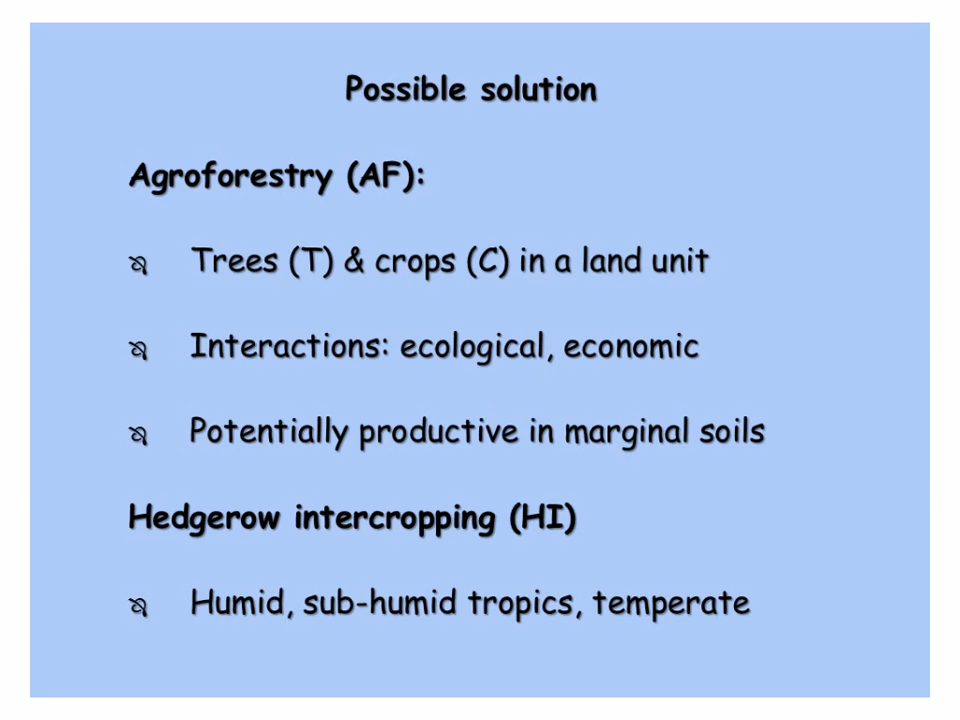 Possible solution
Agroforestry (AF):
Trees (T) & crops (C) in a land unit
Interactions: ecological, economic
Potentially productive in marginal soils
Hedgerow intercropping (HI)
Humid, sub-humid tropics, temperate